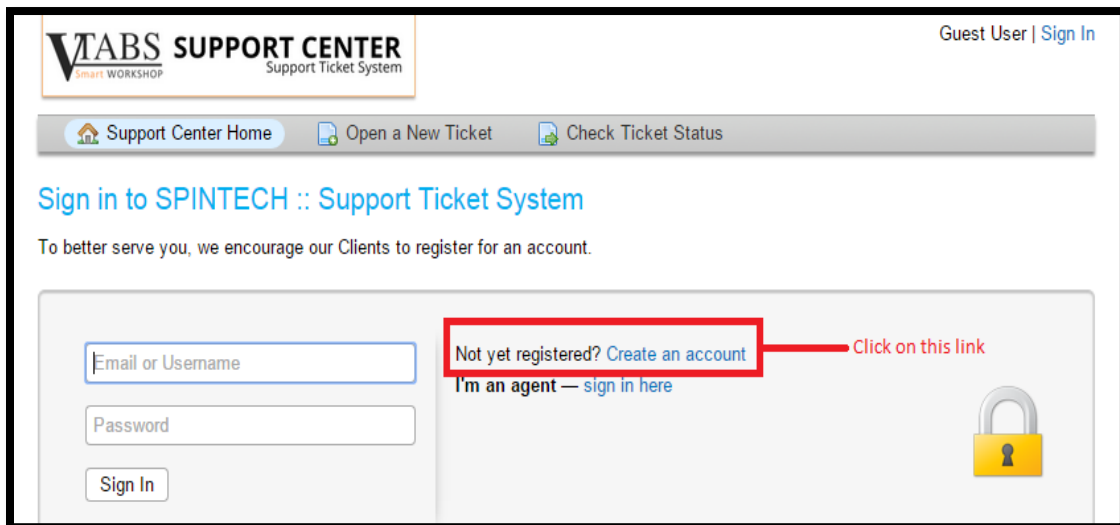 VTABS SUPPORT CENTER
Smart WORKSHOP Support Ticket System
Guest User | Sign In
Support Center Home Open a New Ticket Check Ticket Status
Sign in to SPINTECH :: Support Ticket System
To better serve you, we encourage our Clients to register for an account.
Email or Username
Not yet registered? Create an account
Click on this link
I'm an agent — sign in here
Password
Sign In